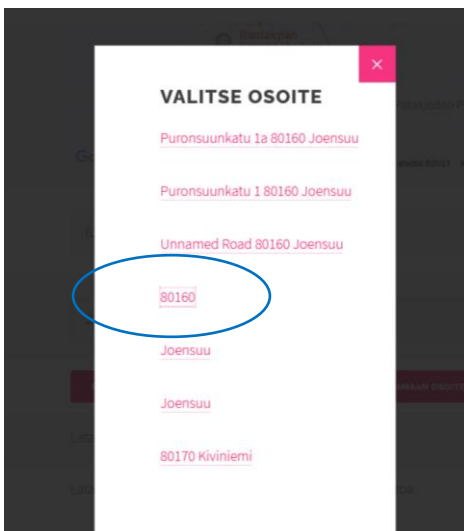 ×
VALITSE OSOITE
Puronsuunkatu 1a 80160 Joensuu
Puronsuunkatu 1 80160 Joensuu
Unnamed Road 80160 Joensuu
80160
Joensuu
Joensuu
80170 Kiviniemi